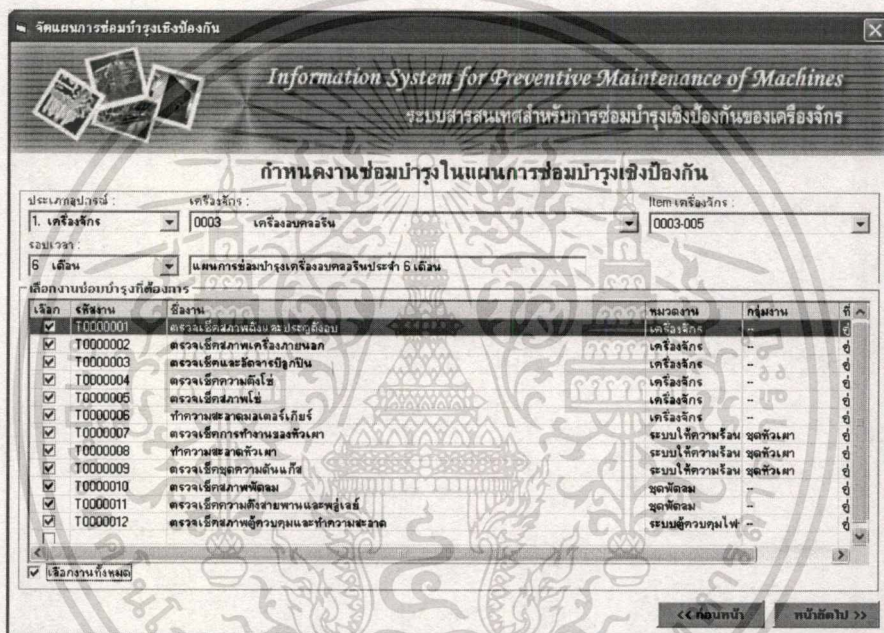 จัดแผนการซ่อมบำรุงเชิงป้องกัน
Information System for Preventive Maintenance of Machines
ระบบสารสนเทศสำหรับการซ่อมบำรุงเชิงป้องกันของเครื่องจักร
กำหนดงานซ่อมบำรุงในแผนการซ่อมบำรุงเชิงป้องกัน
ประเภทอุปกรณ์ : เครื่องจักร : Item เครื่องจักร :
1. เครื่องจักร 0003 เครื่องอบคลอรีน 0003-005
รอบเวลา :
6 เดือน แผนการซ่อมบำรุงเครื่องอบคลอรีนประจำ 6 เดือน
เลือกงานซ่อมบำรุงที่ต้องการ
เลือก รหัสงาน ชื่องาน หมวดงาน กลุ่มงาน ที่
T0000001 ตรวจเช็คสภาพถังและประตูถังอบ เครื่องจักร --
T0000002 ตรวจเช็คสภาพเครื่องภายนอก เครื่องจักร --
T0000003 ตรวจเช็คและอัดจารบีลูกปืน เครื่องจักร --
T0000004 ตรวจเช็คความตึงโซ่ เครื่องจักร --
T0000005 ตรวจเช็คสภาพโซ่ เครื่องจักร --
T0000006 ทำความสะอาดมอเตอร์เกียร์ เครื่องจักร --
T0000007 ตรวจเช็คการทำงานของหัวเผา ระบบให้ความร้อน ชุดหัวเผา
T0000008 ทำความสะอาดหัวเผา ระบบให้ความร้อน ชุดหัวเผา
T0000009 ตรวจเช็คชุดความดันแก๊ส ระบบให้ความร้อน ชุดหัวเผา
T0000010 ตรวจเช็คสภาพพัดลม ชุดพัดลม --
T0000011 ตรวจเช็คความตึงสายพานและพลู่เลย์ ชุดพัดลม --
T0000012 ตรวจเช็คสภาพตู้ควบคุมและทำความสะอาด ระบบตู้ควบคุมไฟ --
เลือกงานทั้งหมด
<< ก่อนหน้า หน้าถัดไป >>